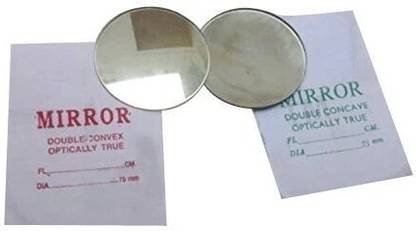 MIRROR
DOUBLE CONVEX
OPTICALLY TRUE
FL CM.
DIA 75 mm
MIRROR
DOUBLE CONCAVE
OPTICALLY TRUE
FL CM.
DIA 75 mm